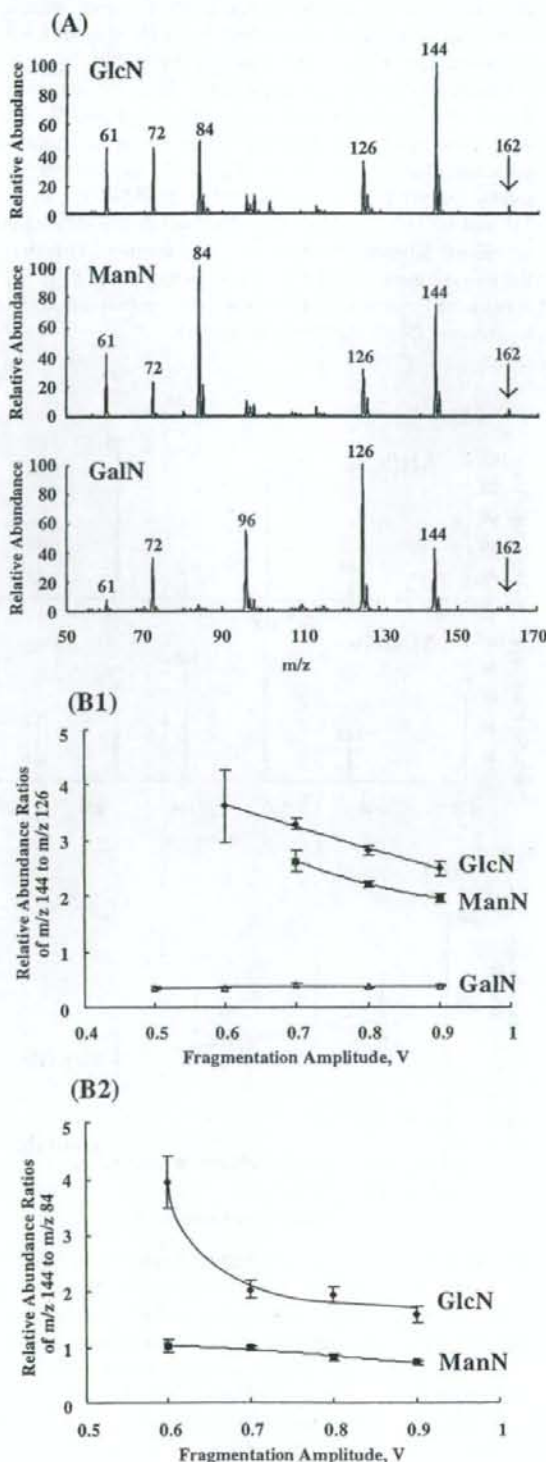 (A)
GlcN
Relative Abundance
100
80
60
40
20
0
61
72
84
126
144
162
ManN
Relative Abundance
100
80
60
40
20
0
61
72
84
126
144
162
GalN
Relative Abundance
100
80
60
40
20
0
61
72
96
126
144
162
50 70 90 110 130 150 170
m/z
(B1)
Relative Abundance Ratios
of m/z 144 to m/z 126
5
4
3
2
1
0
GlcN
ManN
GalN
0.4 0.5 0.6 0.7 0.8 0.9 1
Fragmentation Amplitude, V
(B2)
Relative Abundance Ratios
of m/z 144 to m/z 84
5
4
3
2
1
0
GlcN
ManN
0.5 0.6 0.7 0.8 0.9 1
Fragmentation Amplitude, V